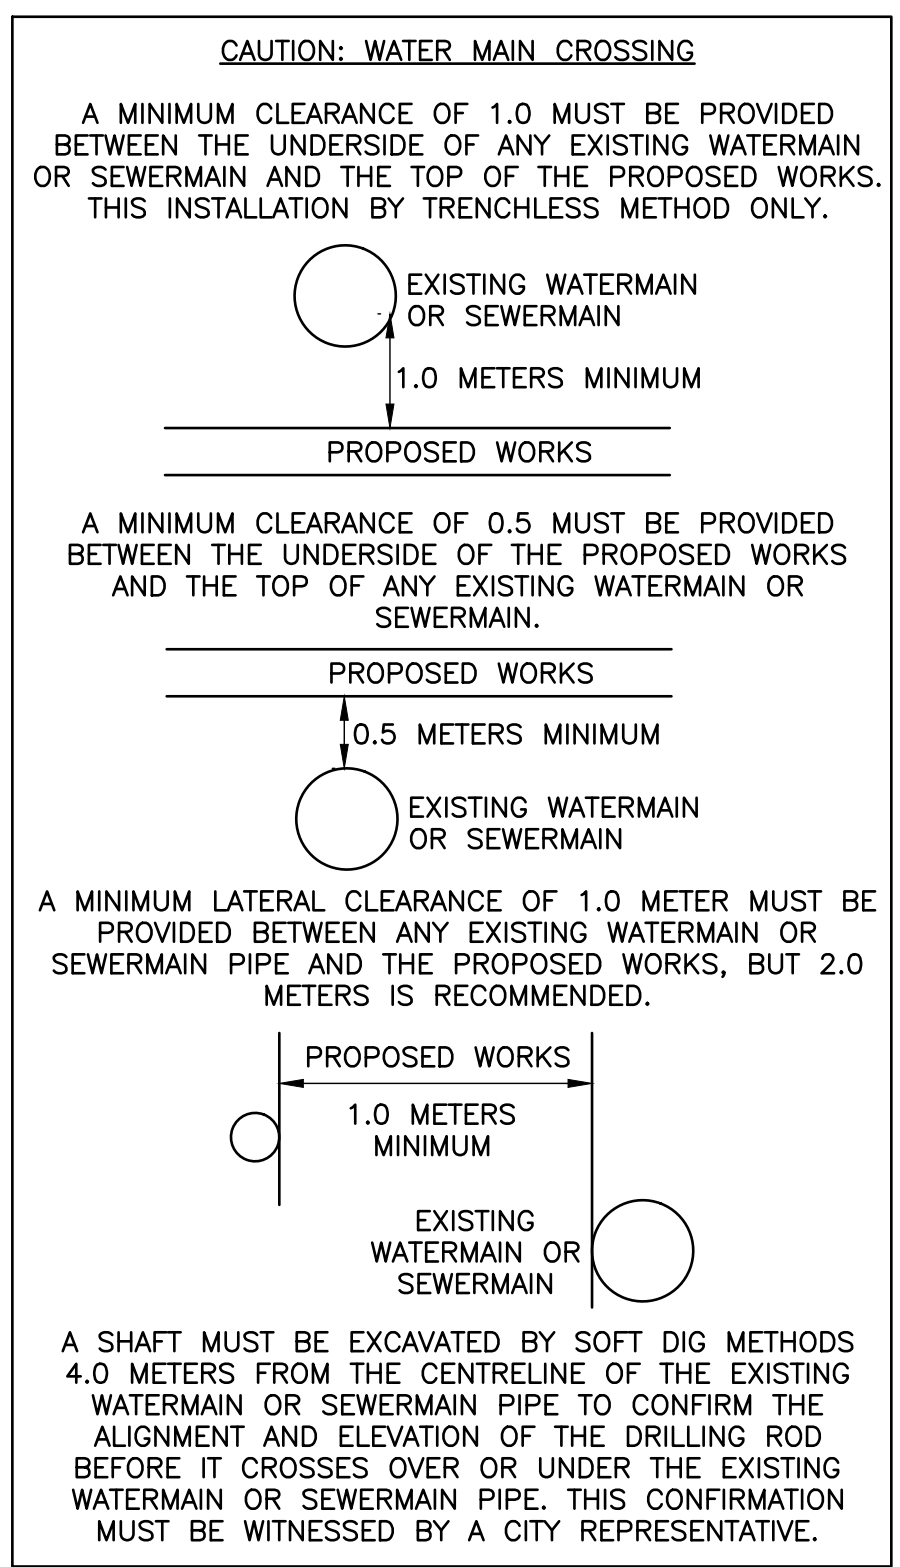 CAUTION: WATER MAIN CROSSING
A MINIMUM CLEARANCE OF 1.0 MUST BE PROVIDED
BETWEEN THE UNDERSIDE OF ANY EXISTING WATERMAIN
OR SEWERMAIN AND THE TOP OF THE PROPOSED WORKS.
THIS INSTALLATION BY TRENCHLESS METHOD ONLY.
EXISTING WATERMAIN
OR SEWERMAIN
1.0 METERS MINIMUM
PROPOSED WORKS
A MINIMUM CLEARANCE OF 0.5 MUST BE PROVIDED
BETWEEN THE UNDERSIDE OF THE PROPOSED WORKS
AND THE TOP OF ANY EXISTING WATERMAIN OR
SEWERMAIN.
PROPOSED WORKS
0.5 METERS MINIMUM
EXISTING WATERMAIN
OR SEWERMAIN
A MINIMUM LATERAL CLEARANCE OF 1.0 METER MUST BE
PROVIDED BETWEEN ANY EXISTING WATERMAIN OR
SEWERMAIN PIPE AND THE PROPOSED WORKS, BUT 2.0
METERS IS RECOMMENDED.
PROPOSED WORKS
1.0 METERS
MINIMUM
EXISTING
WATERMAIN OR
SEWERMAIN
A SHAFT MUST BE EXCAVATED BY SOFT DIG METHODS
4.0 METERS FROM THE CENTRELINE OF THE EXISTING
WATERMAIN OR SEWERMAIN PIPE TO CONFIRM THE
ALIGNMENT AND ELEVATION OF THE DRILLING ROD
BEFORE IT CROSSES OVER OR UNDER THE EXISTING
WATERMAIN OR SEWERMAIN PIPE. THIS CONFIRMATION
MUST BE WITNESSED BY A CITY REPRESENTATIVE.